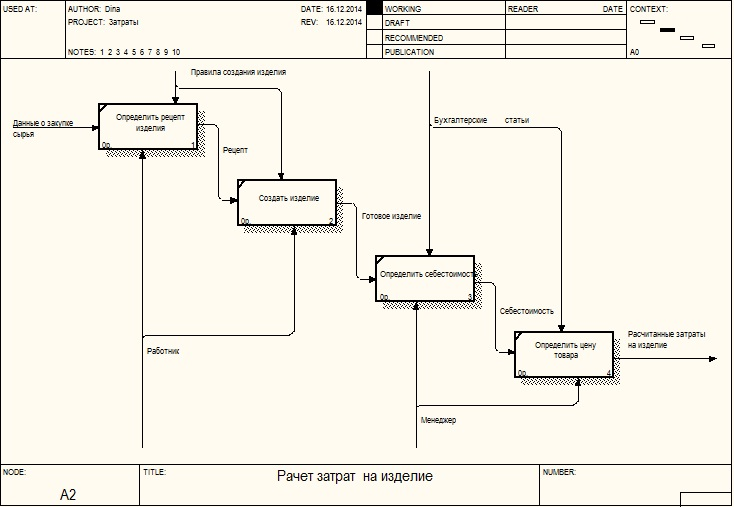 USED AT: AUTHOR: Dina DATE: 16.12.2014 WORKING READER DATE CONTEXT:
PROJECT: Затраты REV: 16.12.2014 DRAFT
RECOMMENDED
NOTES: 1 2 3 4 5 6 7 8 9 10 PUBLICATION A0
Правила создания изделия
Данные о закупке
сырья
Определить рецепт
изделия
0р. 1
Рецепт
Бухгалтерские статьи
Создать изделие
0р. 2
Готовое изделие
Определить себестоимость
0р. 3
Себестоимость
Определить цену
товара
0р. 4
Расчитанные затраты
на изделие
Работник
Менеджер
NODE: TITLE: NUMBER:
A2 Рачет затрат на изделие